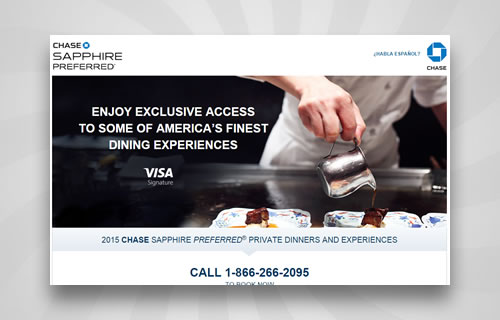 CHASE
SAPPHIRE
PREFERRED®
¿HABLA ESPAÑOL?
CHASE
ENJOY EXCLUSIVE ACCESS
TO SOME OF AMERICA'S FINEST
DINING EXPERIENCES
VISA
Signature
2015 CHASE SAPPHIRE PREFERRED® PRIVATE DINNERS AND EXPERIENCES
CALL 1-866-266-2095
TO BOOK NOW